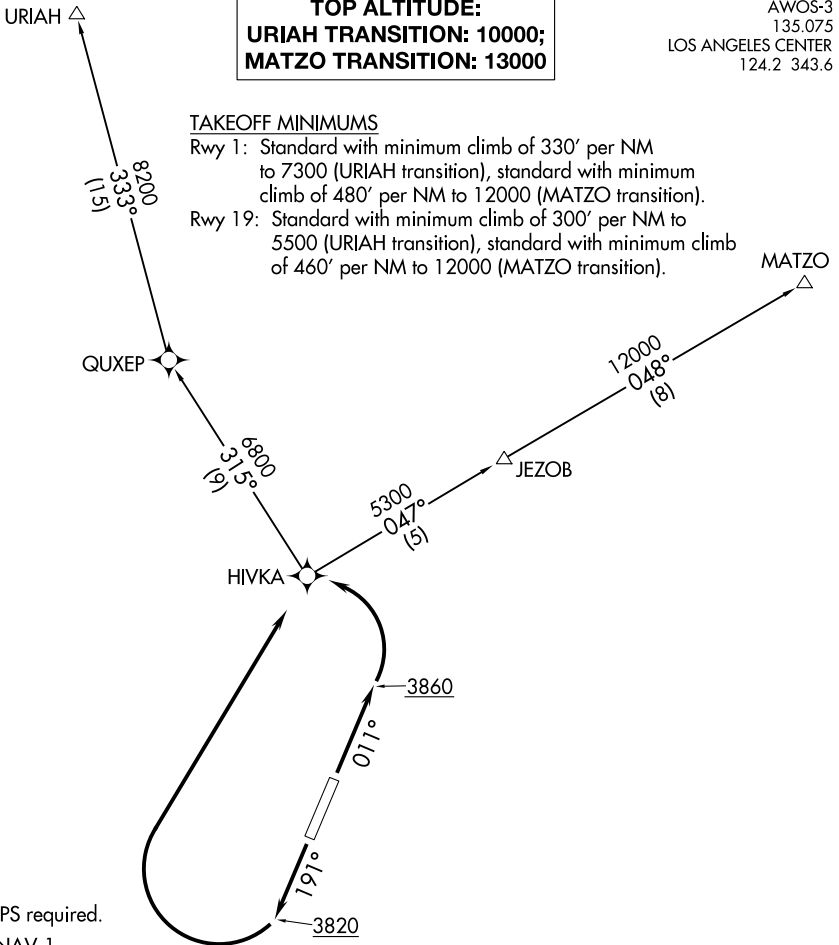 TOP ALTITUDE:
URIAH TRANSITION: 10000;
MATZO TRANSITION: 13000
AWOS-3
135.075
LOS ANGELES CENTER
124.2 343.6
URIAH
TAKEOFF MINIMUMS
Rwy 1: Standard with minimum climb of 330' per NM
to 7300 (URIAH transition), standard with minimum
climb of 480' per NM to 12000 (MATZO transition).
Rwy 19: Standard with minimum climb of 300' per NM to
5500 (URIAH transition), standard with minimum climb
of 460' per NM to 12000 (MATZO transition).
8200
333°
(15)
MATZO
QUXEP
12000
048°
(8)
6800
315°
(9)
JEZOB
5300
047°
(5)
HIVKA
3860
011°
191°
3820
PS required.
NAV 1